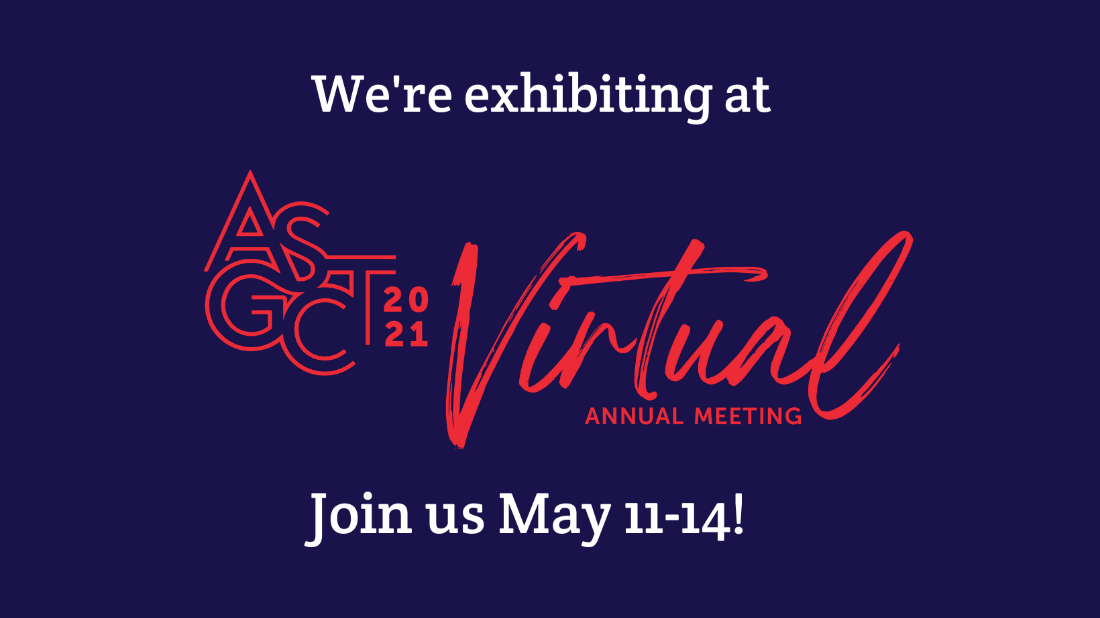 We're exhibiting at
ASGCT 2021
Virtual
ANNUAL MEETING
Join us May 11-14!